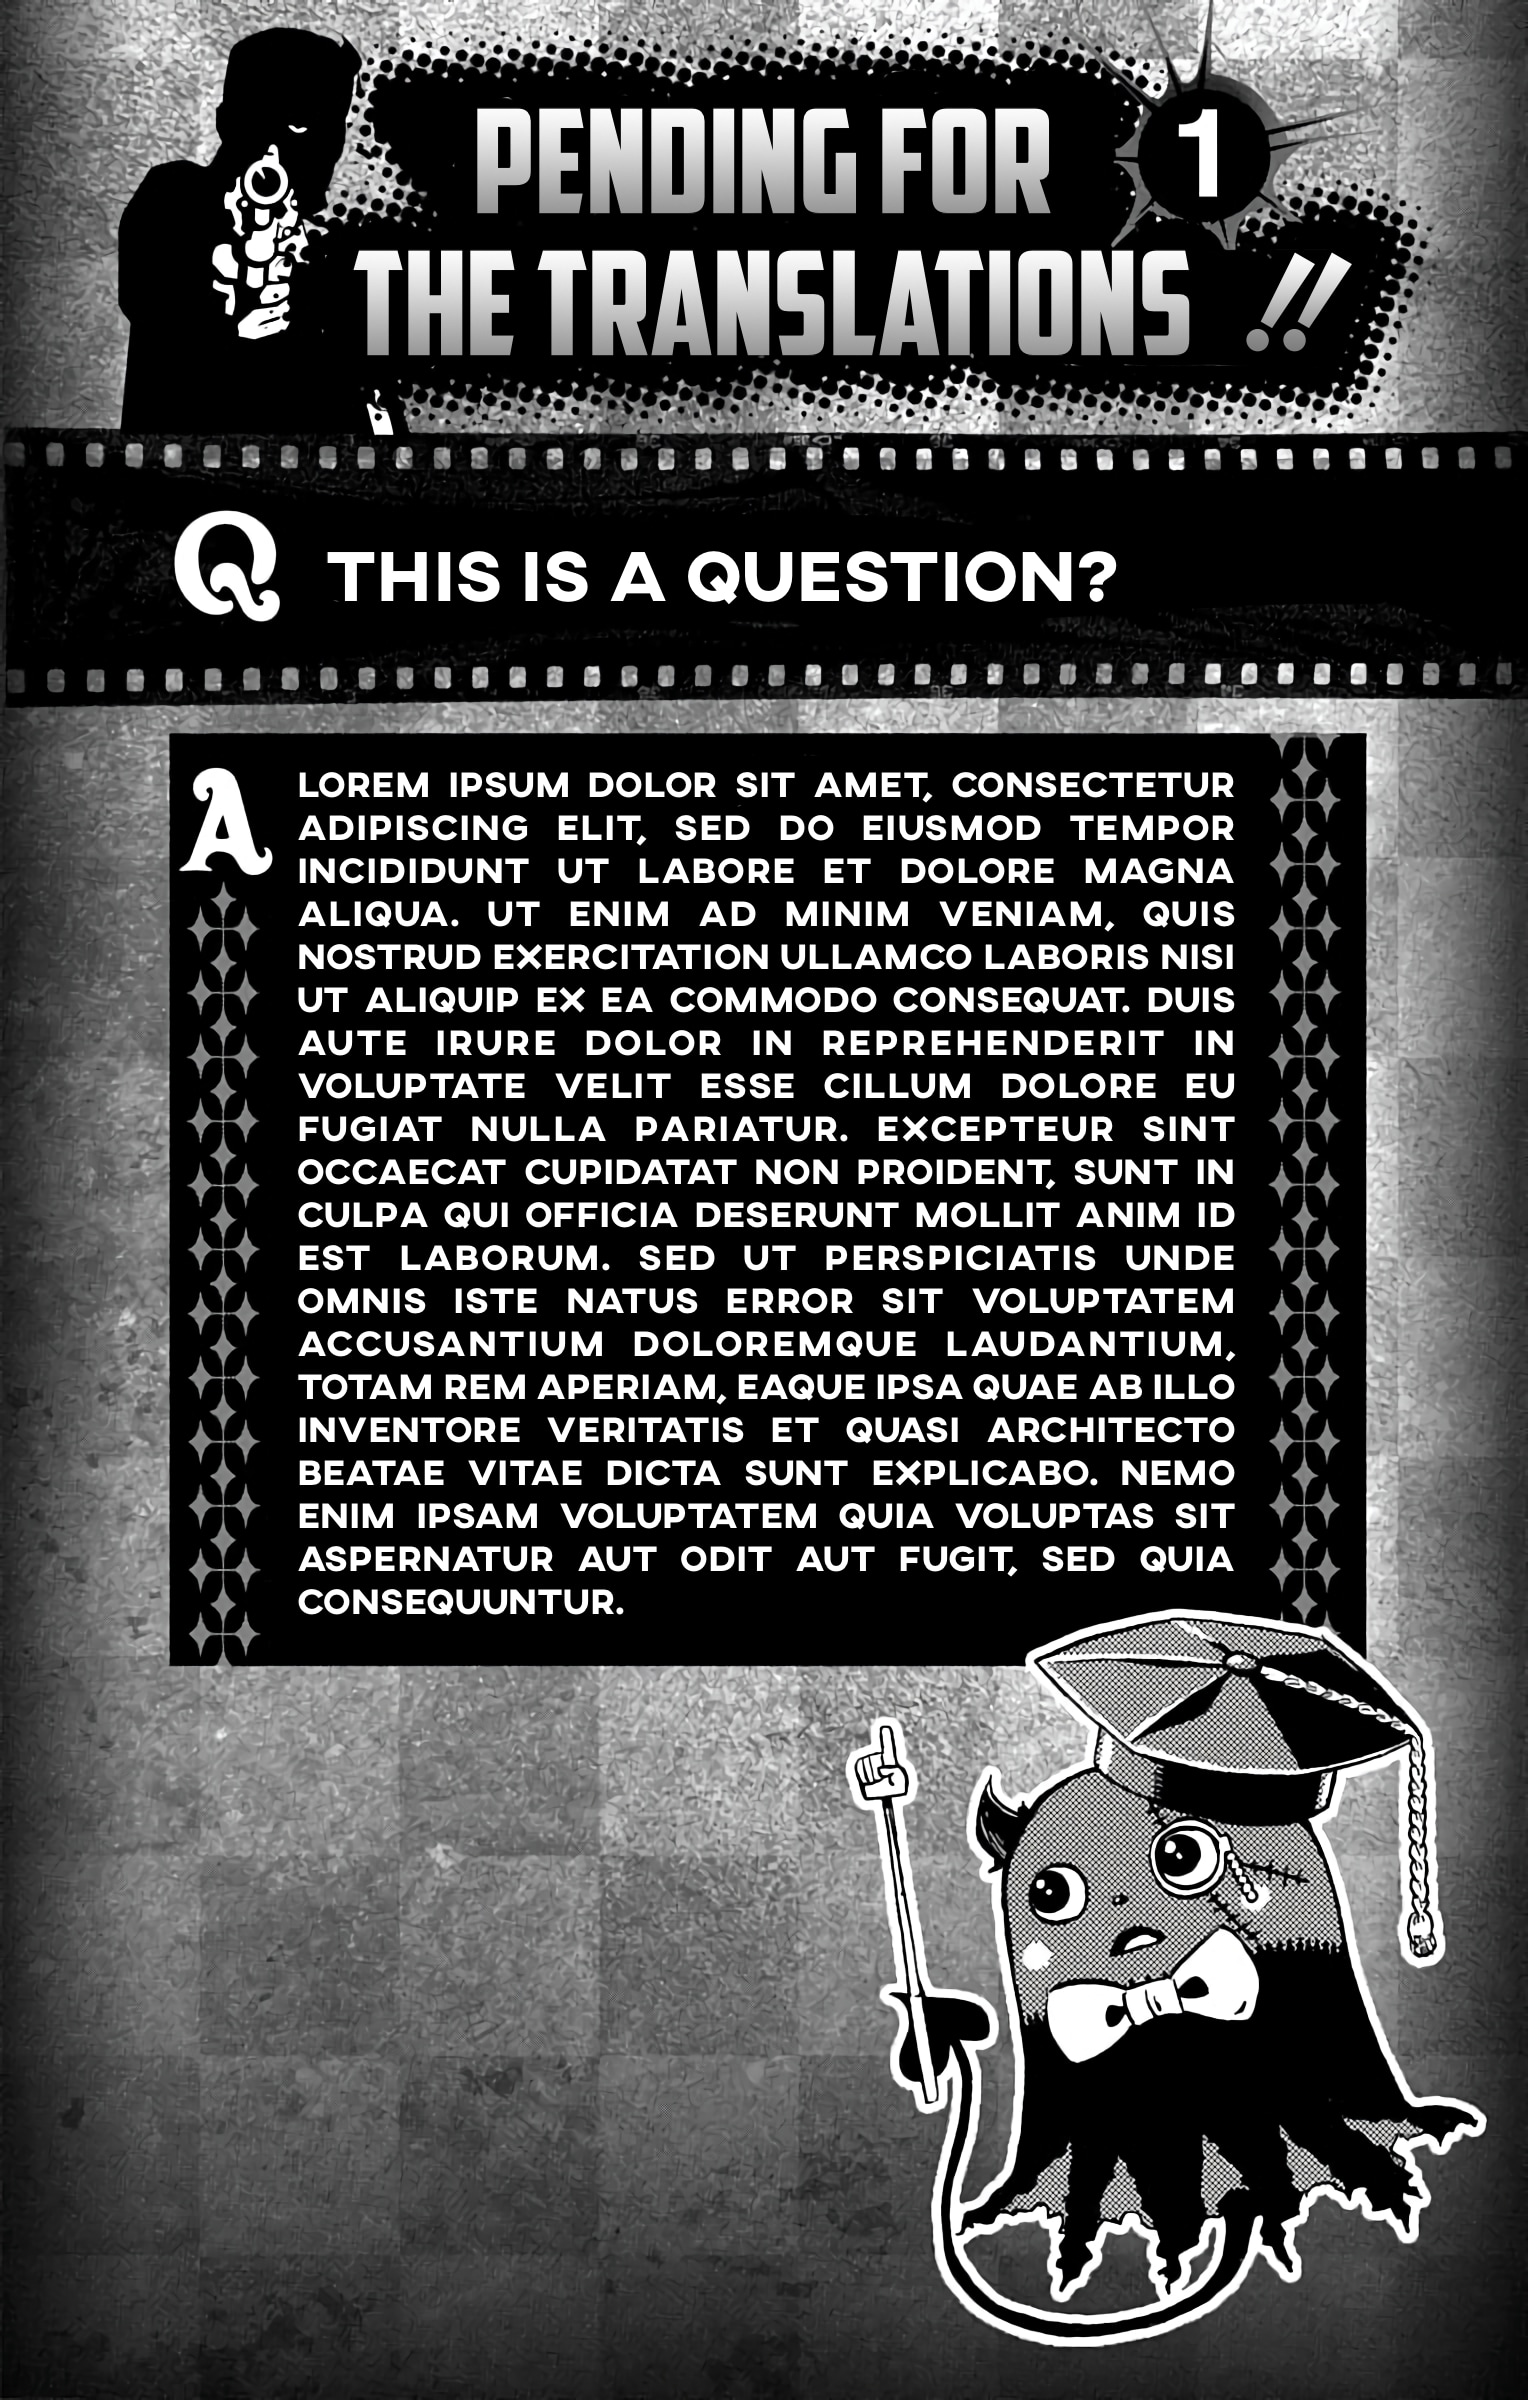 PENDING FOR
1
THE TRANSLATIONS !!
Q THIS IS A QUESTION?
A
LOREM IPSUM DOLOR SIT AMET, CONSECTETUR
ADIPISCING ELIT, SED DO EIUSMOD TEMPOR
INCIDIDUNT UT LABORE ET DOLORE MAGNA
ALIQUA. UT ENIM AD MINIM VENIAM, QUIS
NOSTRUD EXERCITATION ULLAMCO LABORIS NISI
UT ALIQUIP EX EA COMMODO CONSEQUAT. DUIS
AUTE IRURE DOLOR IN REPREHENDERIT IN
VOLUPTATE VELIT ESSE CILLUM DOLORE EU
FUGIAT NULLA PARIATUR. EXCEPTEUR SINT
OCCAECAT CUPIDATAT NON PROIDENT, SUNT IN
CULPA QUI OFFICIA DESERUNT MOLLIT ANIM ID
EST LABORUM. SED UT PERSPICIATIS UNDE
OMNIS ISTE NATUS ERROR SIT VOLUPTATEM
ACCUSANTIUM DOLOREMQUE LAUDANTIUM,
TOTAM REM APERIAM, EAQUE IPSA QUAE AB ILLO
INVENTORE VERITATIS ET QUASI ARCHITECTO
BEATAE VITAE DICTA SUNT EXPLICABO. NEMO
ENIM IPSAM VOLUPTATEM QUIA VOLUPTAS SIT
ASPERNATUR AUT ODIT AUT FUGIT, SED QUIA
CONSEQUUNTUR.